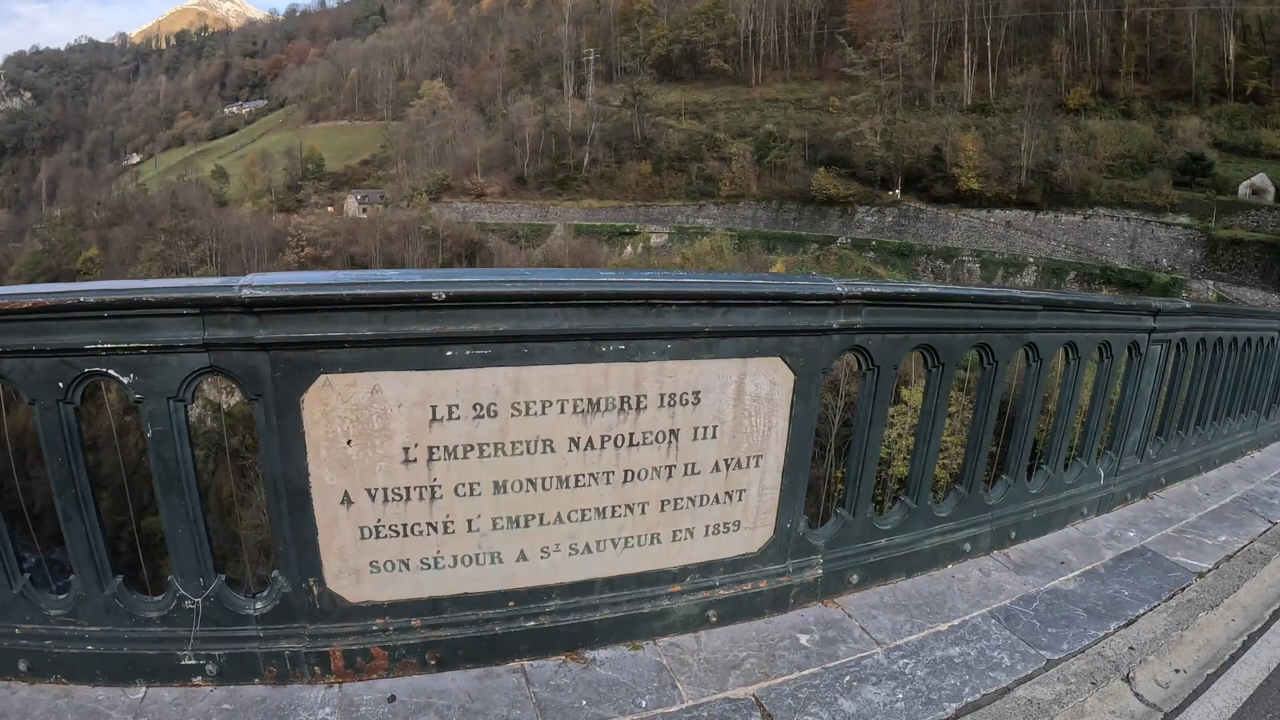 LE 26 SEPTEMBRE 1863
L'EMPEREUR NAPOLEON III
A VISITÉ CE MONUMENT DONT IL AVAIT
DÉSIGNÉ L'EMPLACEMENT PENDANT
SON SÉJOUR A ST SAUVEUR EN 1859